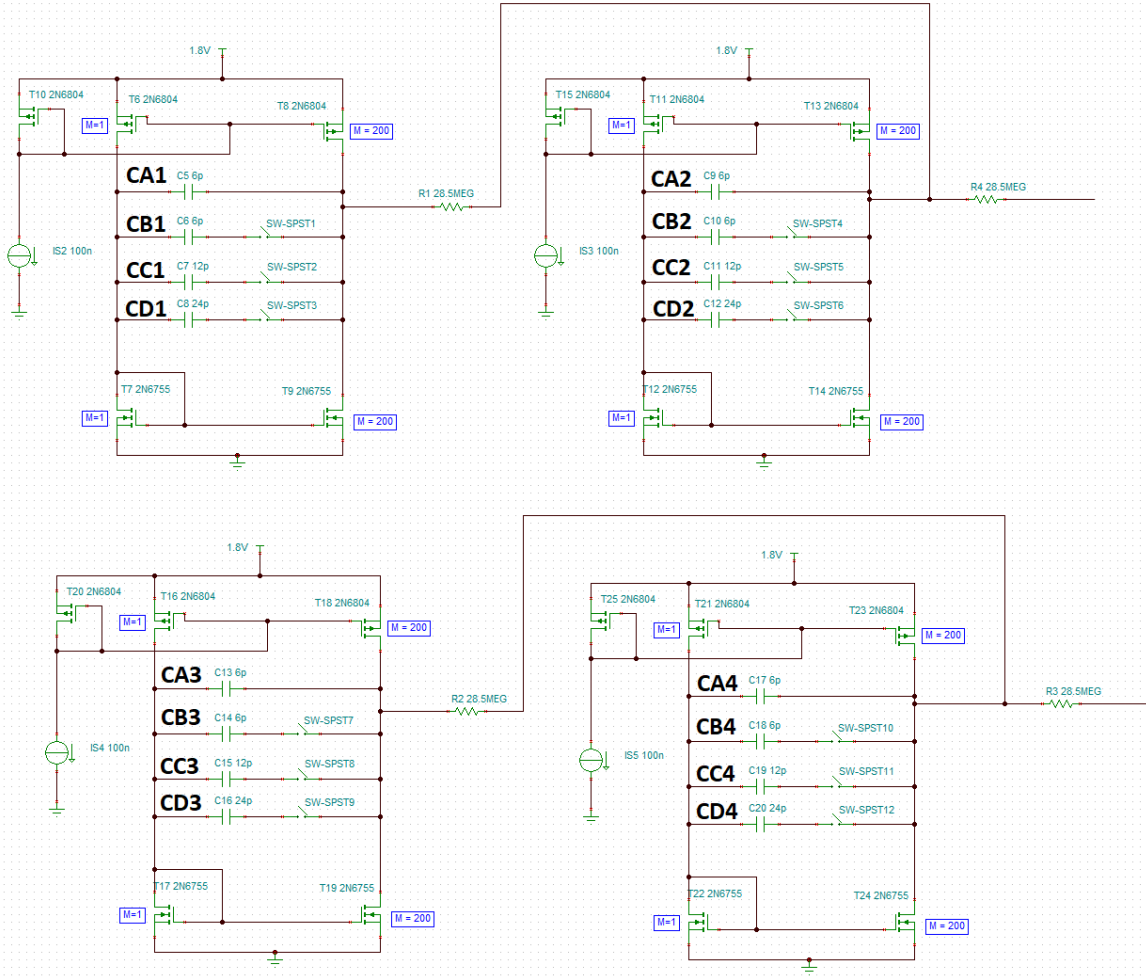 1.8V
T10 2N6804
T6 2N6804
T8 2N6804
M=1
M = 200
CA1 C5 6p
R1 28.5MEG
CB1 C6 6p
SW-SPST1
IS2 100n
CC1 C7 12p
SW-SPST2
CD1 C8 24p
SW-SPST3
T7 2N6755
T9 2N6755
M=1
M = 200
1.8V
T15 2N6804
T11 2N6804
T13 2N6804
M=1
M = 200
CA2 C9 6p
R4 28.5MEG
CB2 C10 6p
SW-SPST4
IS3 100n
CC2 C11 12p
SW-SPST5
CD2 C12 24p
SW-SPST6
T12 2N6755
T14 2N6755
M=1
M = 200
1.8V
T20 2N6804
T16 2N6804
T18 2N6804
M=1
M = 200
CA3 C13 6p
R2 28.5MEG
CB3 C14 6p
SW-SPST7
IS4 100n
CC3 C15 12p
SW-SPST8
CD3 C16 24p
SW-SPST9
T17 2N6755
T19 2N6755
M=1
M = 200
1.8V
T25 2N6804
T21 2N6804
T23 2N6804
M=1
M = 200
CA4 C17 6p
R3 28.5MEG
CB4 C18 6p
SW-SPST10
IS5 100n
CC4 C19 12p
SW-SPST11
CD4 C20 24p
SW-SPST12
T22 2N6755
T24 2N6755
M=1
M = 200